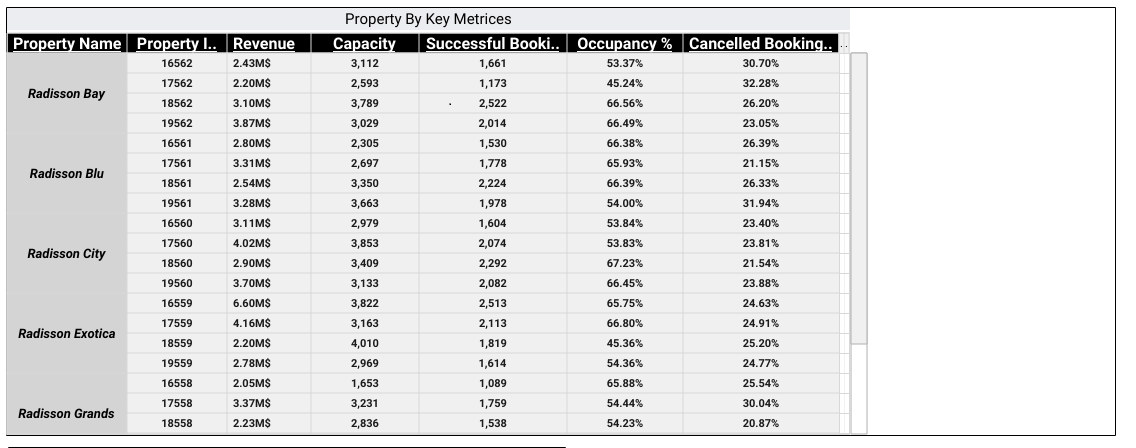 Property By Key Metrices
Property Name Property I.. Revenue Capacity Successful Booki.. Occupancy % Cancelled Booking.. ..
16562 2.43M$ 3,112 1,661 53.37% 30.70%
17562 2.20M$ 2,593 1,173 45.24% 32.28%
Radisson Bay
18562 3.10M$ 3,789 2,522 66.56% 26.20%
19562 3.87M$ 3,029 2,014 66.49% 23.05%
16561 2.80M$ 2,305 1,530 66.38% 26.39%
17561 3.31M$ 2,697 1,778 65.93% 21.15%
Radisson Blu
18561 2.54M$ 3,350 2,224 66.39% 26.33%
19561 3.28M$ 3,663 1,978 54.00% 31.94%
16560 3.11M$ 2,979 1,604 53.84% 23.40%
17560 4.02M$ 3,853 2,074 53.83% 23.81%
Radisson City
18560 2.90M$ 3,409 2,292 67.23% 21.54%
19560 3.70M$ 3,133 2,082 66.45% 23.88%
16559 6.60M$ 3,822 2,513 65.75% 24.63%
17559 4.16M$ 3,163 2,113 66.80% 24.91%
Radisson Exotica
18559 2.20M$ 4,010 1,819 45.36% 25.20%
19559 2.78M$ 2,969 1,614 54.36% 24.77%
16558 2.05M$ 1,653 1,089 65.88% 25.54%
17558 3.37M$ 3,231 1,759 54.44% 30.04%
Radisson Grands
18558 2.23M$ 2,836 1,538 54.23% 20.87%